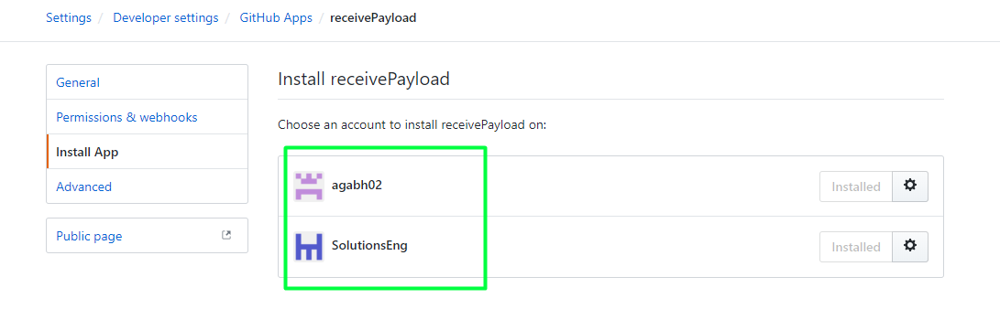 Settings / Developer settings / GitHub Apps / receivePayload
General
Permissions & webhooks
Install App
Advanced
Public page
Install receivePayload
Choose an account to install receivePayload on:
agabh02 Installed
SolutionsEng Installed